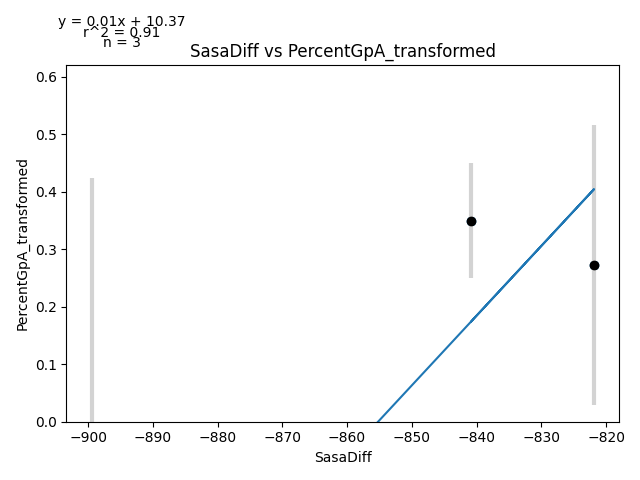 y = 0.01x + 10.37
r^2 = 0.91
n = 3
SasaDiff vs PercentGpA_transformed
PercentGpA_transformed
0.6
0.5
0.4
0.3
0.2
0.1
0.0
−900 −890 −880 −870 −860 −850 −840 −830 −820
SasaDiff